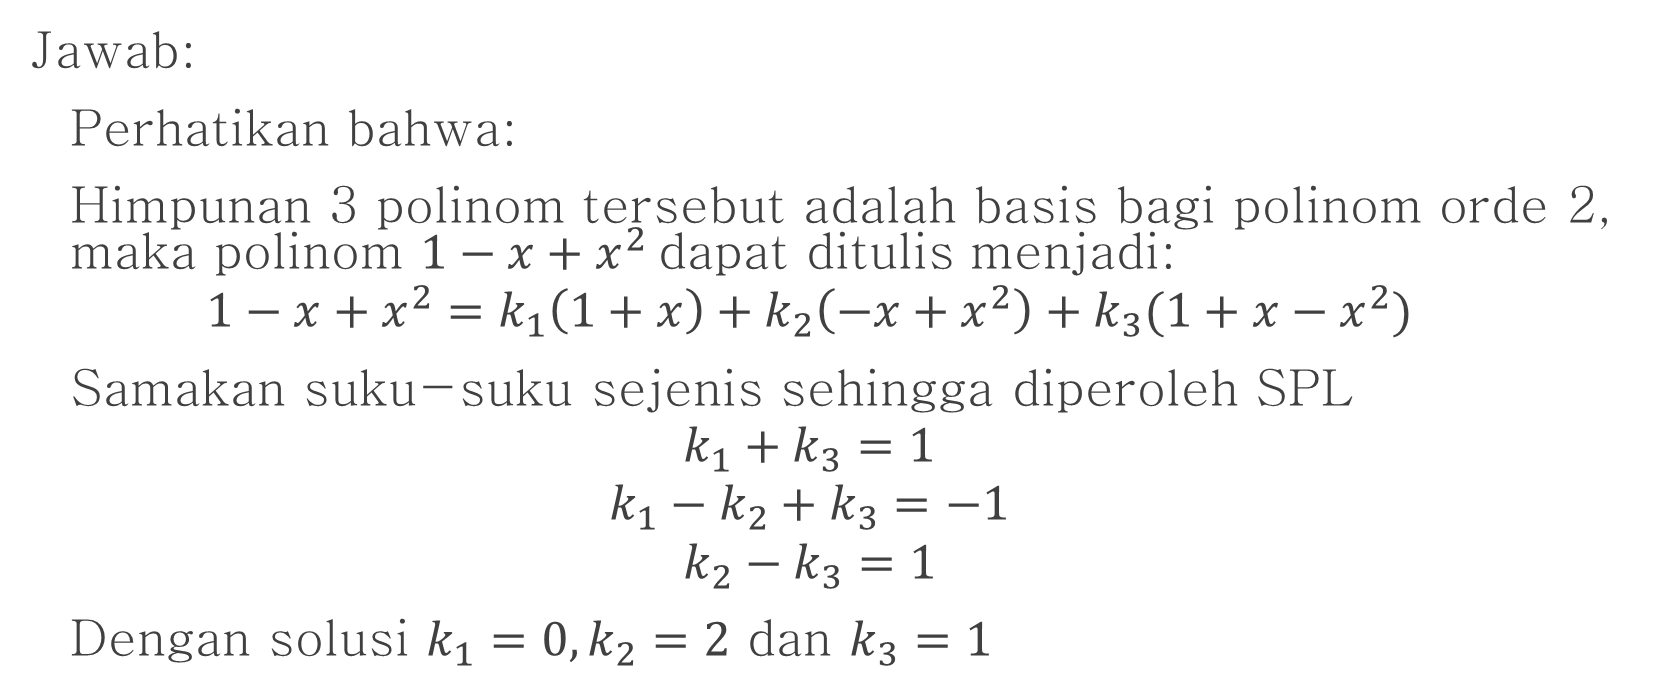 Jawab:
Perhatikan bahwa:
Himpunan 3 polinom tersebut adalah basis bagi polinom orde 2,
maka polinom 1 − x + x² dapat ditulis menjadi:
1 − x + x² = k₁(1 + x) + k₂(−x + x²) + k₃(1 + x − x²)
Samakan suku-suku sejenis sehingga diperoleh SPL
k₁ + k₃ = 1
k₁ − k₂ + k₃ = −1
k₂ − k₃ = 1
Dengan solusi k₁ = 0, k₂ = 2 dan k₃ = 1